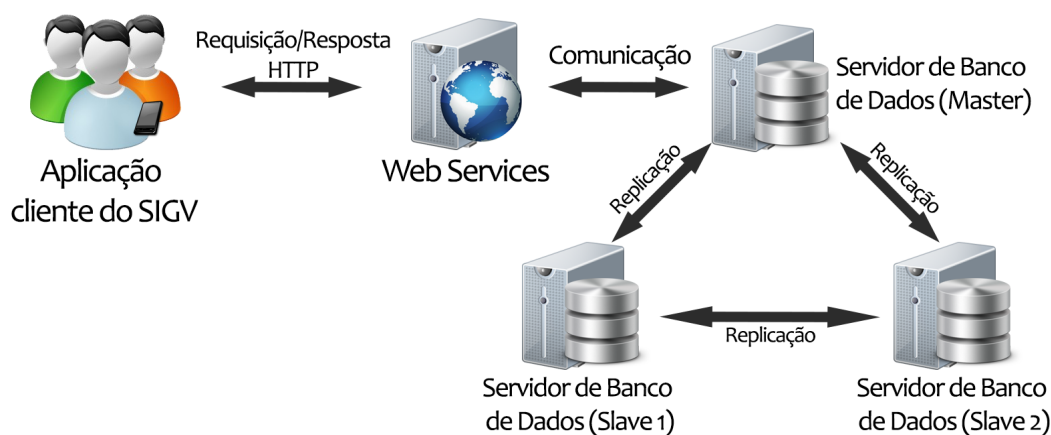 Requisição/Resposta
HTTP
Aplicação
cliente do SIGV
Web Services
Comunicação
Servidor de Banco
de Dados (Master)
Replicação
Replicação
Replicação
Servidor de Banco
de Dados (Slave 1)
Servidor de Banco
de Dados (Slave 2)